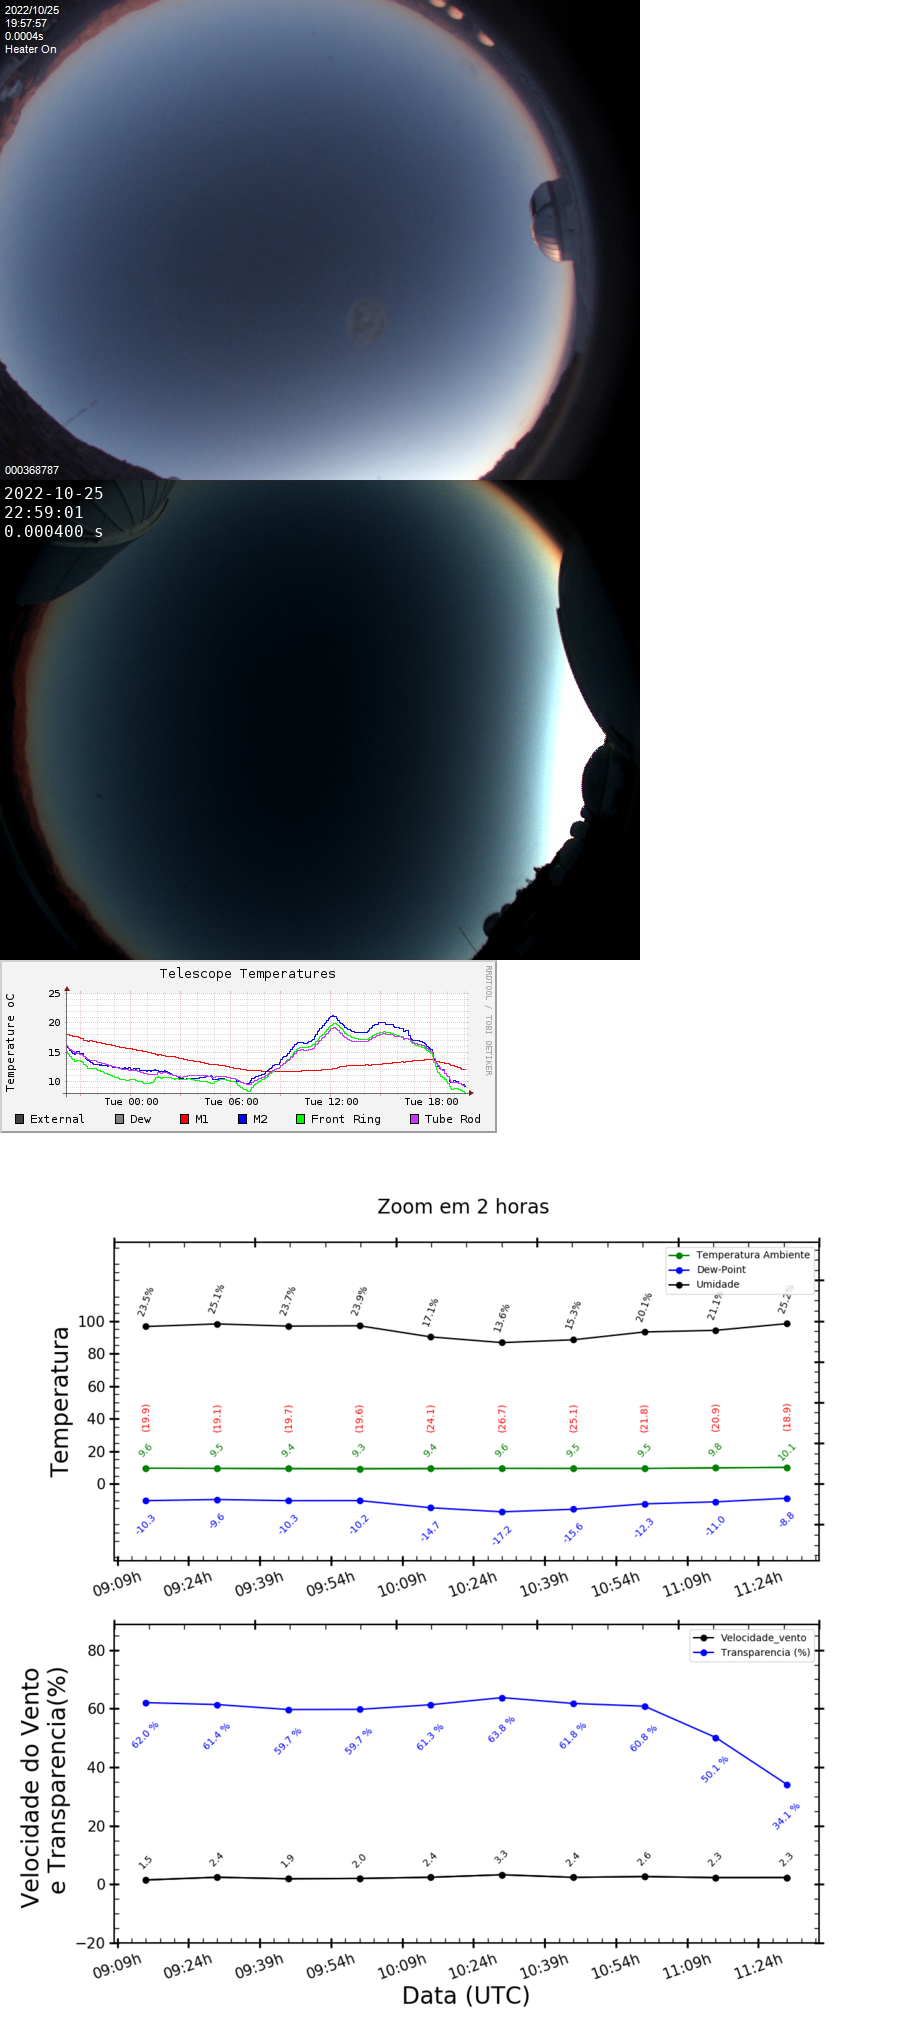 2022/10/25
19:57:57
0.0004s
Heater On
000368787
2022-10-25
22:59:01
0.000400 s
Telescope Temperatures
Temperature oC
RRDTOOL / TOBI OETIKER
25
20
15
10
Tue 00:00 Tue 06:00 Tue 12:00 Tue 18:00
External Dew M1 M2 Front Ring Tube Rod
Zoom em 2 horas
Temperatura
Temperatura Ambiente
Dew-Point
Umidade
23.5% 25.1% 23.7% 23.9% 17.1% 13.6% 15.3% 20.1% 21.1% 25.2%
100
80
60
40
20
0
(19.9) (19.1) (19.7) (19.6) (24.1) (26.7) (25.1) (21.8) (20.9) (18.9)
9.6 9.5 9.4 9.3 9.4 9.6 9.5 9.5 9.8 10.1
-10.3 -9.6 -10.3 -10.2 -14.7 -17.2 -15.6 -12.3 -11.0 -8.8
09:09h 09:24h 09:39h 09:54h 10:09h 10:24h 10:39h 10:54h 11:09h 11:24h
Velocidade do Vento
e Transparencia(%)
Velocidade_vento
Transparencia (%)
80
60
40
20
0
−20
62.0 % 61.4 % 59.7 % 59.7 % 61.3 % 63.8 % 61.8 % 60.8 % 50.1 % 34.1 %
1.5 2.4 1.9 2.0 2.4 3.3 2.4 2.6 2.3 2.3
09:09h 09:24h 09:39h 09:54h 10:09h 10:24h 10:39h 10:54h 11:09h 11:24h
Data (UTC)